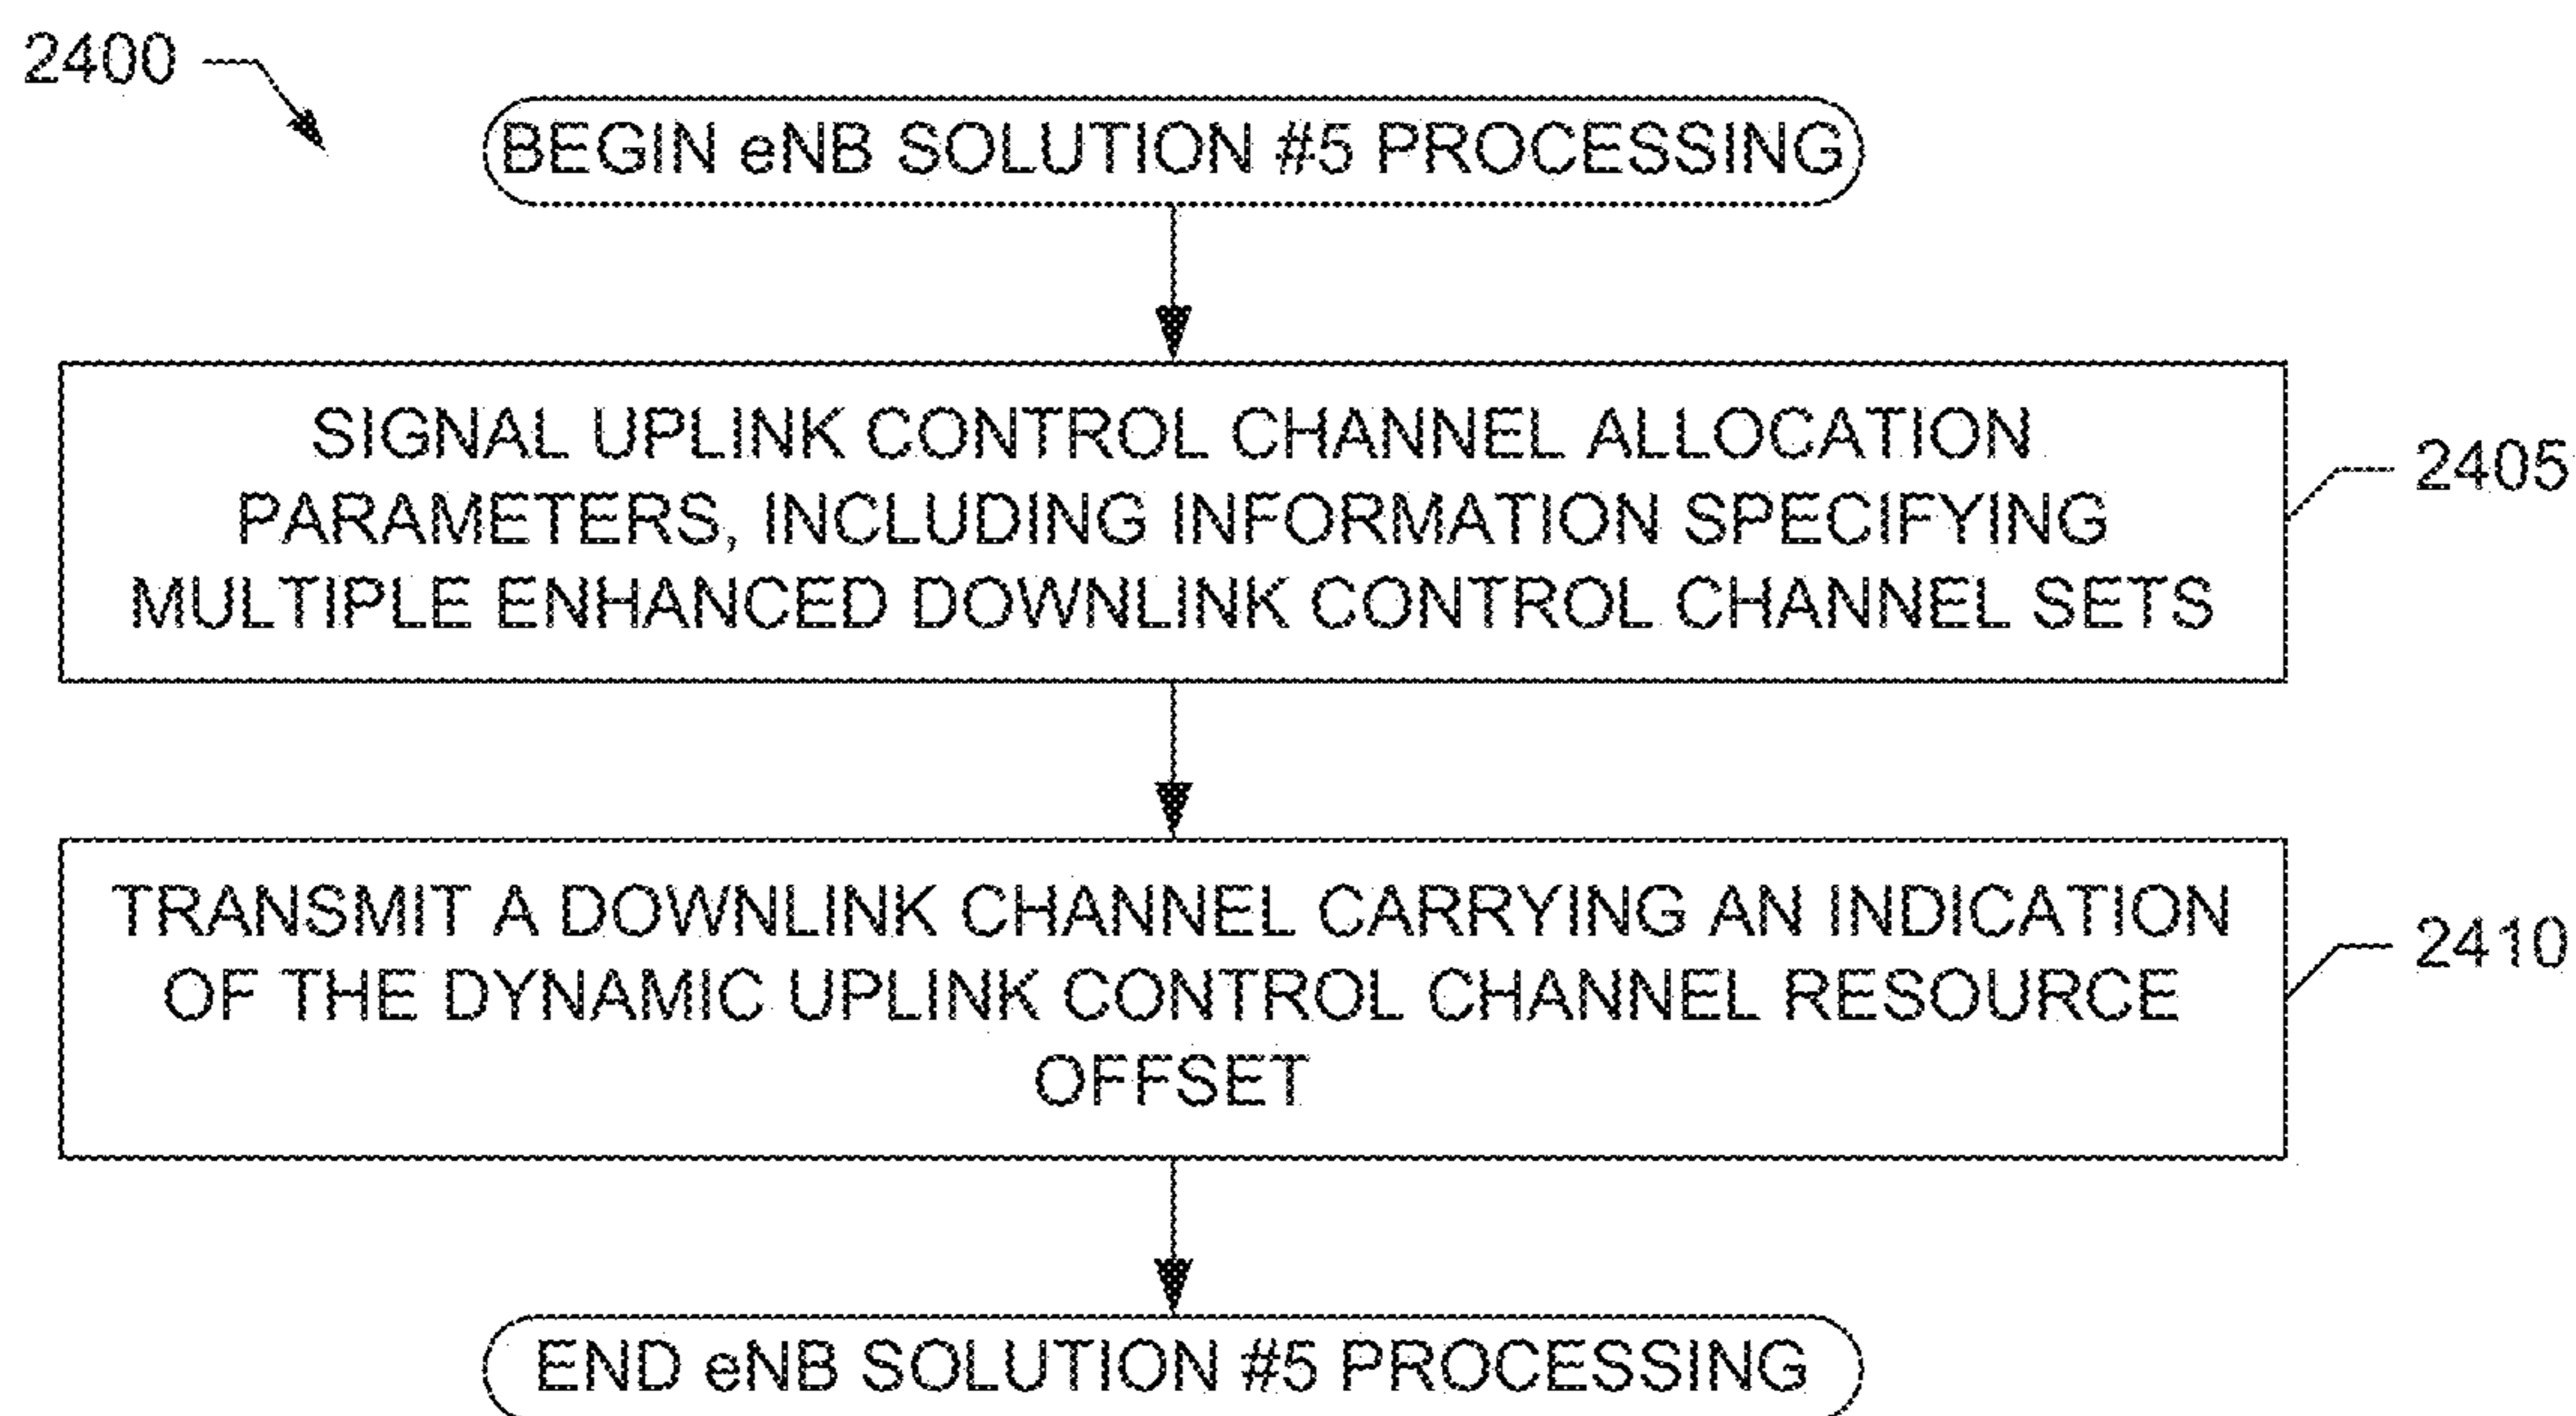 2400
BEGIN eNB SOLUTION #5 PROCESSING
SIGNAL UPLINK CONTROL CHANNEL ALLOCATION
PARAMETERS, INCLUDING INFORMATION SPECIFYING
MULTIPLE ENHANCED DOWNLINK CONTROL CHANNEL SETS
2405
TRANSMIT A DOWNLINK CHANNEL CARRYING AN INDICATION
OF THE DYNAMIC UPLINK CONTROL CHANNEL RESOURCE
OFFSET
2410
END eNB SOLUTION #5 PROCESSING